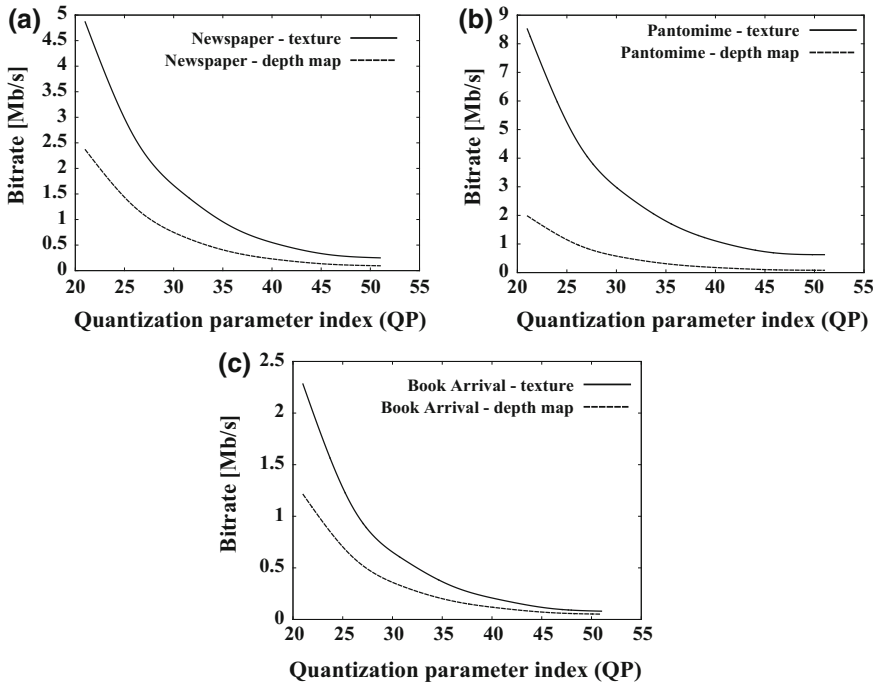 (a)
5
4.5
4
3.5
3
2.5
2
1.5
1
0.5
0
Newspaper - texture
Newspaper - depth map
Bitrate [Mb/s]
20 25 30 35 40 45 50 55
Quantization parameter index (QP)
(b)
9
8
7
6
5
4
3
2
1
0
Pantomime - texture
Pantomime - depth map
Bitrate [Mb/s]
20 25 30 35 40 45 50 55
Quantization parameter index (QP)
(c)
2.5
2
1.5
1
0.5
0
Book Arrival - texture
Book Arrival - depth map
Bitrate [Mb/s]
20 25 30 35 40 45 50 55
Quantization parameter index (QP)